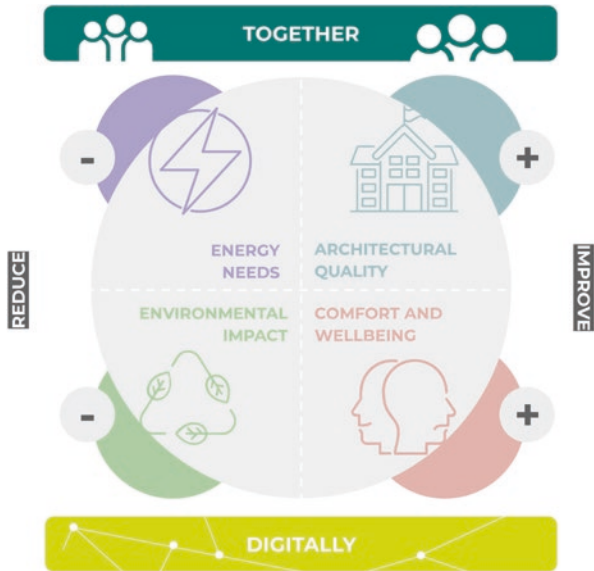 TOGETHER
-
+
REDUCE
ENERGY
NEEDS
ARCHITECTURAL
QUALITY
IMPROVE
ENVIRONMENTAL
IMPACT
COMFORT AND
WELLBEING
-
+
DIGITALLY